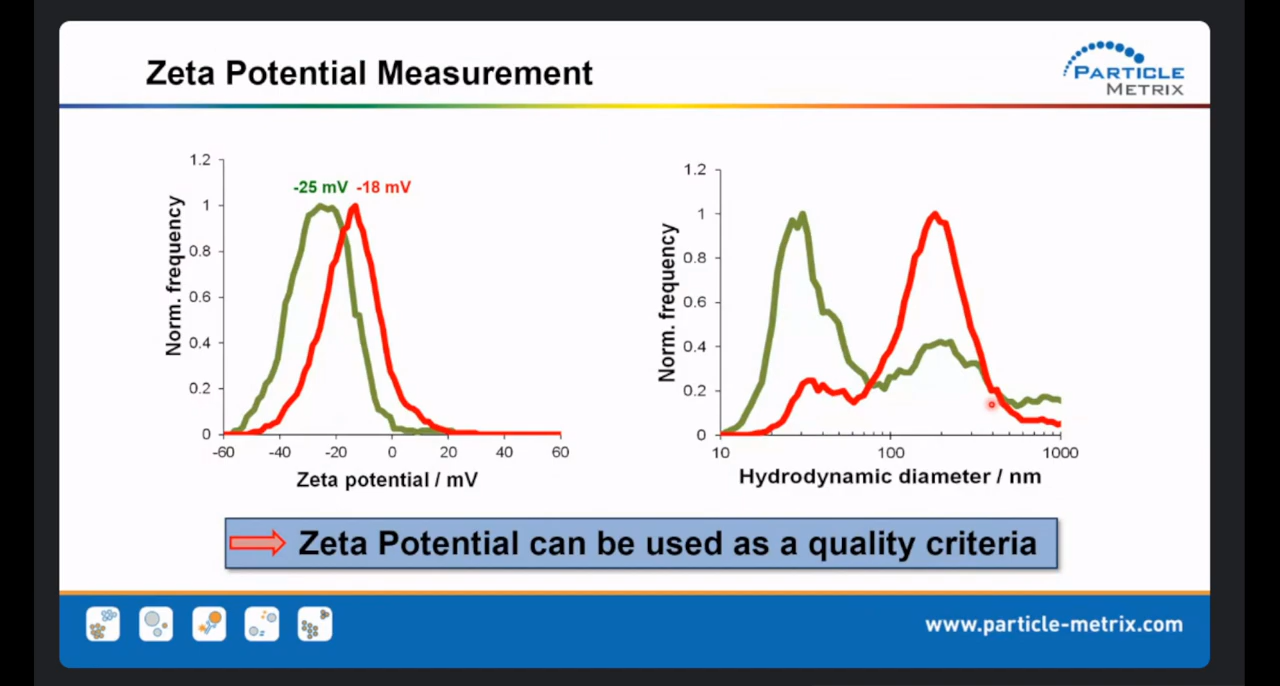 Zeta Potential Measurement
PARTICLE
METRIX
1.2
1
0.8
0.6
0.4
0.2
0
Norm. frequency
-25 mV -18 mV
-60 -40 -20 0 20 40 60
Zeta potential / mV
1.2
1
0.8
0.6
0.4
0.2
0
Norm. frequency
10 100 1000
Hydrodynamic diameter / nm
Zeta Potential can be used as a quality criteria
www.particle-metrix.com